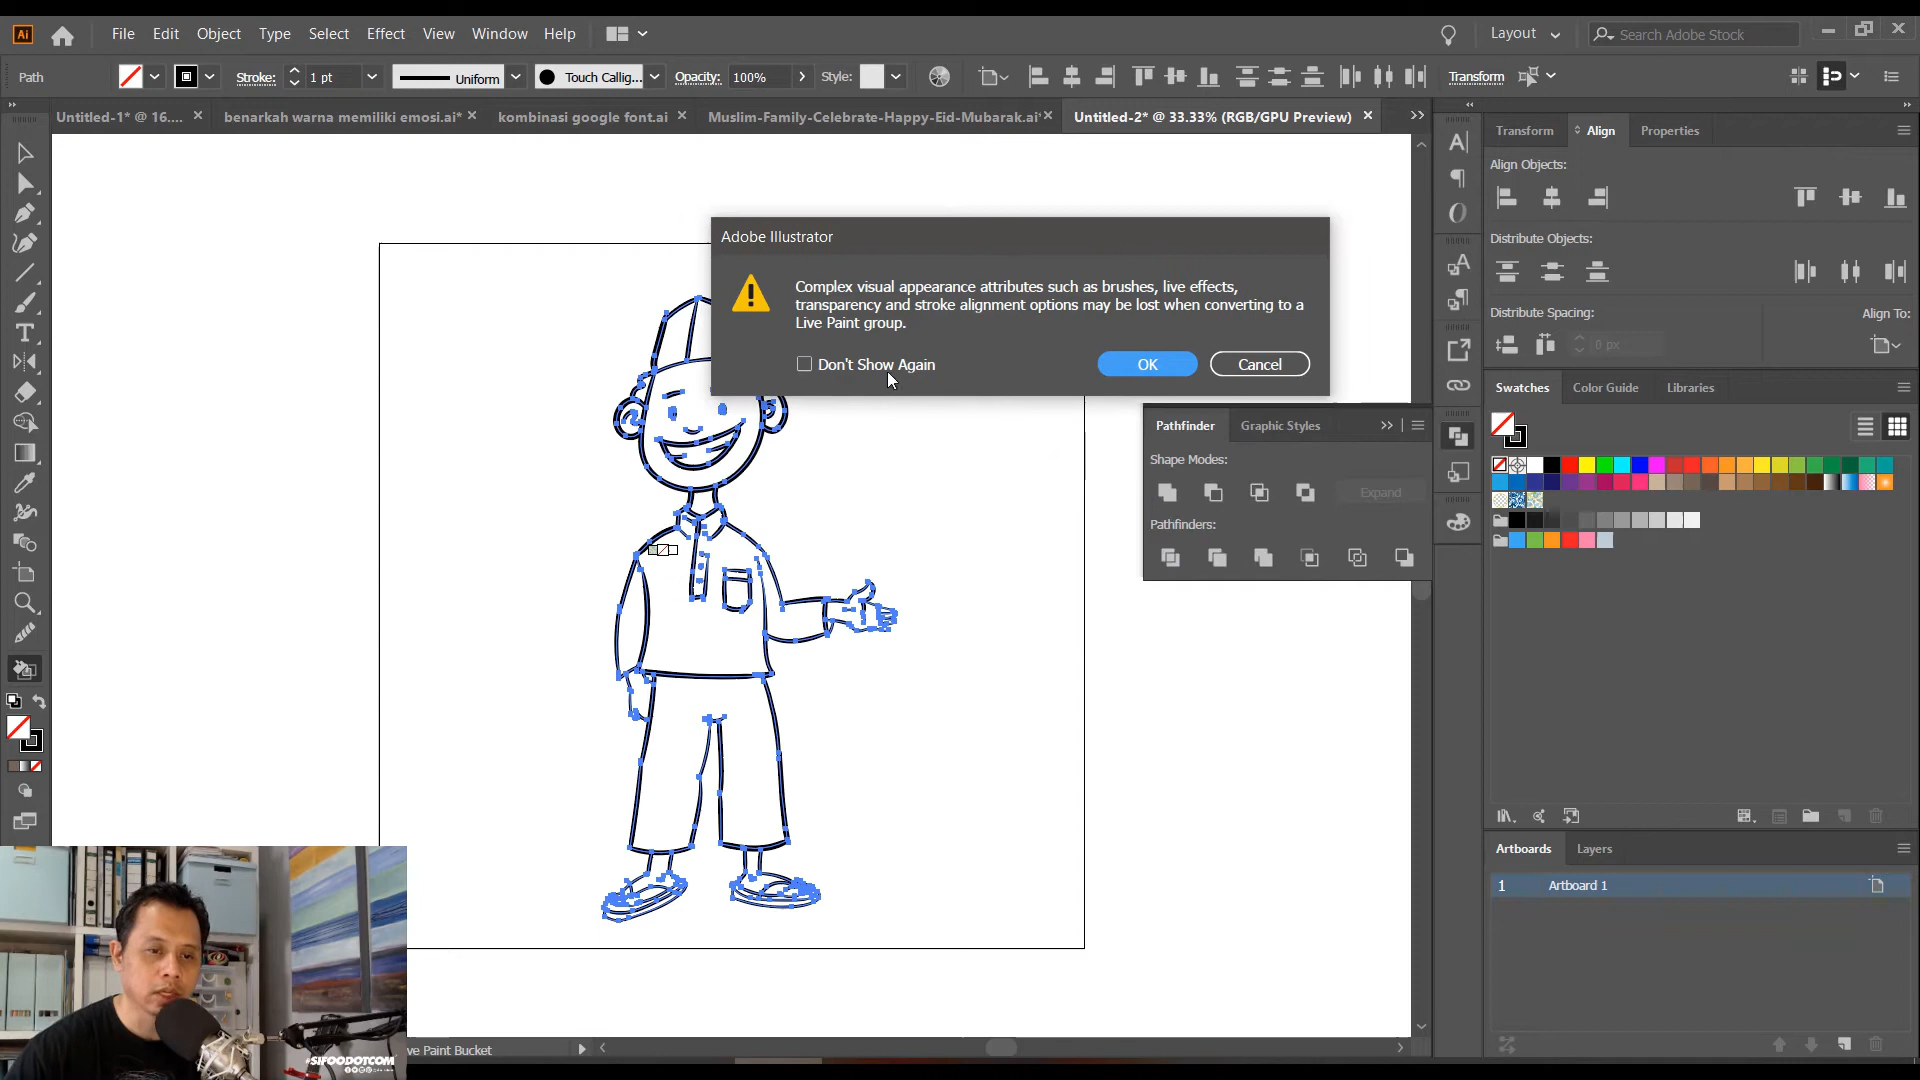 Ai File Edit Object Type Select Effect View Window Help Layout Search Adobe Stock
Path Stroke: 1 pt Uniform Touch Callig... Opacity: 100% Style: Transform
Untitled-1* @ 16.... benarkah warna memiliki emosi.ai* kombinasi google font.ai Muslim-Family-Celebrate-Happy-Eid-Mubarak.ai* Untitled-2* @ 33.33% (RGB/GPU Preview)
Transform Align Properties
Align Objects:
Distribute Objects:
Distribute Spacing: Align To:
0 px
Adobe Illustrator
Complex visual appearance attributes such as brushes, live effects,
transparency and stroke alignment options may be lost when converting to a
Live Paint group.
Don't Show Again OK Cancel
Swatches Color Guide Libraries
Pathfinder Graphic Styles
Shape Modes:
Expand
Pathfinders:
Artboards Layers
1 Artboard 1
ve Paint Bucket
#SIFOODOTCOM